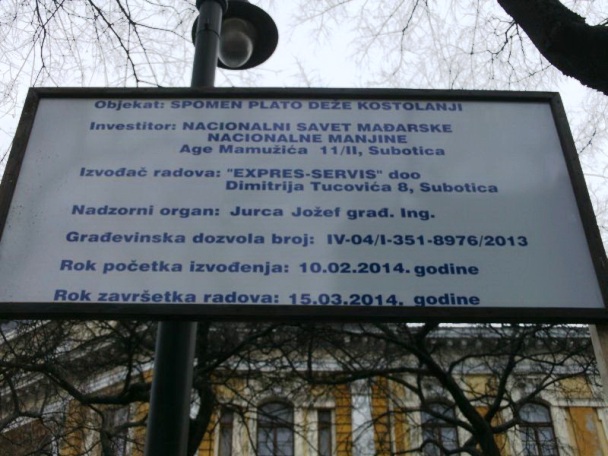 Objekat: SPOMEN PLATO DEŽE KOSTOLANJI
Investitor: NACIONALNI SAVET MAĐARSKE
NACIONALNE MANJINE
Age Mamužića 11/II, Subotica
Izvođač radova: "EXPRES-SERVIS" doo
Dimitrija Tucovića 8, Subotica
Nadzorni organ: Jurca Jožef građ. Ing.
Građevinska dozvola broj: IV-04/I-351-8976/2013
Rok početka izvođenja: 10.02.2014. godine
Rok završetka radova: 15.03.2014. godine